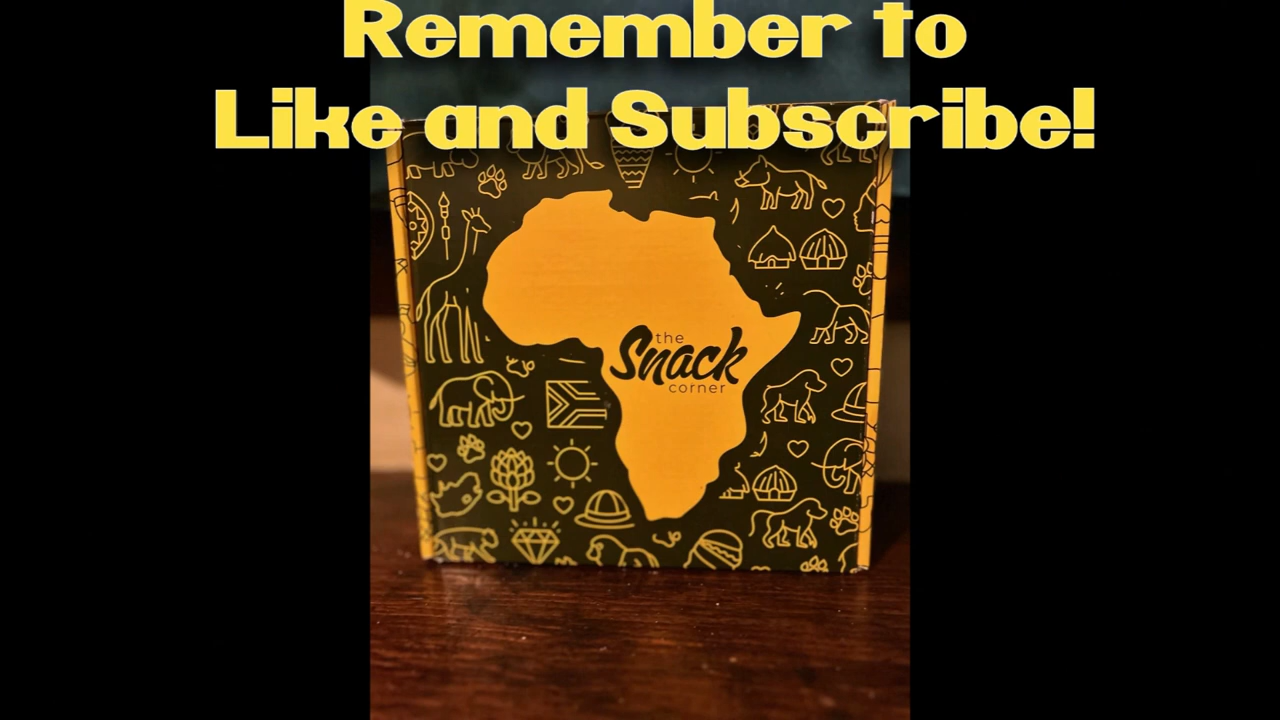 Remember to
Like and Subscribe!
the
Snack
corner